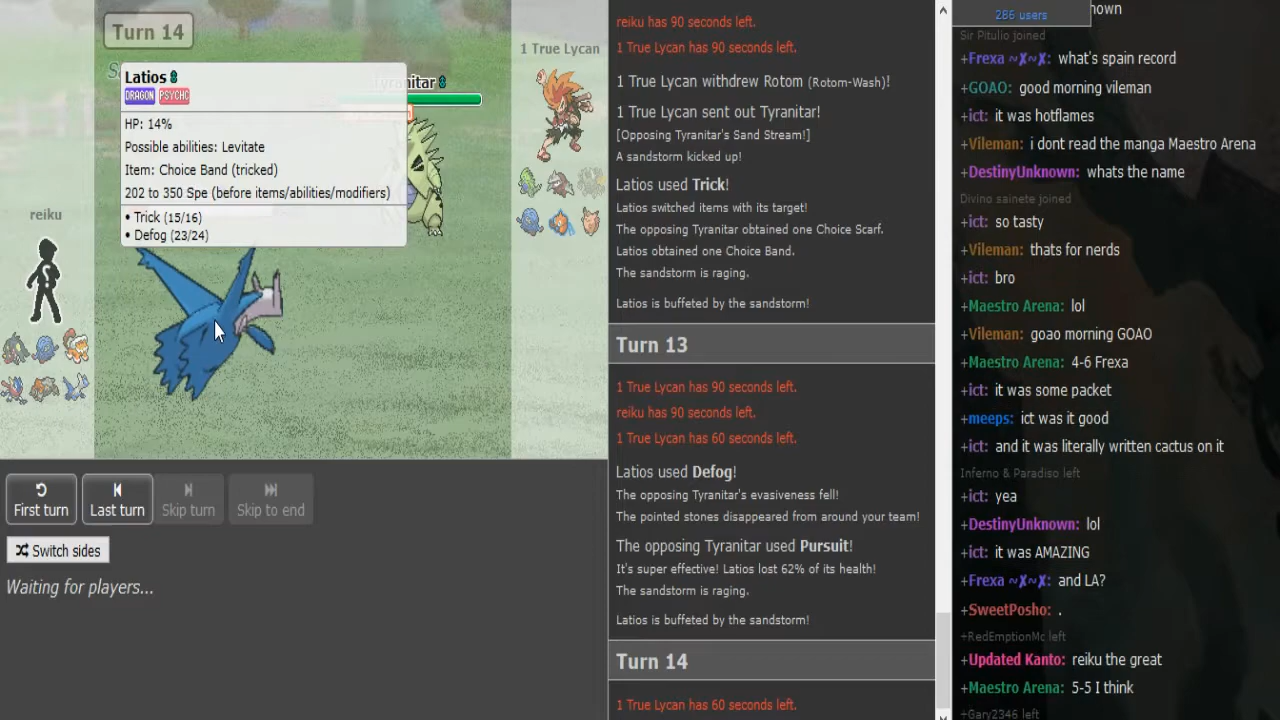 Turn 14
Latios
DRAGON PSYCHC
HP: 14%
Possible abilities: Levitate
Item: Choice Band (tricked)
202 to 350 Spe (before items/abilities/modifiers)
• Trick (15/16)
• Defog (23/24)
reiku
1 True Lycan
First turn
Last turn
Skip turn
Skip to end
Switch sides
Waiting for players...
reiku has 90 seconds left.
1 True Lycan has 90 seconds left.
1 True Lycan withdrew Rotom (Rotom-Wash)!
1 True Lycan sent out Tyranitar!
[Opposing Tyranitar's Sand Stream!]
A sandstorm kicked up!
Latios used Trick!
Latios switched items with its target!
The opposing Tyranitar obtained one Choice Scarf.
Latios obtained one Choice Band.
The sandstorm is raging.
Latios is buffeted by the sandstorm!
Turn 13
1 True Lycan has 90 seconds left.
reiku has 90 seconds left.
1 True Lycan has 60 seconds left.
Latios used Defog!
The opposing Tyranitar's evasiveness fell!
The pointed stones disappeared from around your team!
The opposing Tyranitar used Pursuit!
It's super effective! Latios lost 62% of its health!
The sandstorm is raging.
Latios is buffeted by the sandstorm!
Turn 14
1 True Lycan has 60 seconds left.
286 users
Sir Pitulio joined
+Frexa ~✗~✗: what's spain record
+GOAO: good morning vileman
+ict: it was hotflames
+Vileman: i dont read the manga Maestro Arena
+DestinyUnknown: whats the name
Divino sainete joined
+ict: so tasty
+Vileman: thats for nerds
+ict: bro
+Maestro Arena: lol
+Vileman: goao morning GOAO
+Maestro Arena: 4-6 Frexa
+ict: it was some packet
+meeps: ict was it good
+ict: and it was literally written cactus on it
Inferno & Paradiso left
+ict: yea
+DestinyUnknown: lol
+ict: it was AMAZING
+Frexa ~✗~✗: and LA?
+SweetPosho: .
+RedEmptionMc left
+Updated Kanto: reiku the great
+Maestro Arena: 5-5 I think
+Gary2346 left